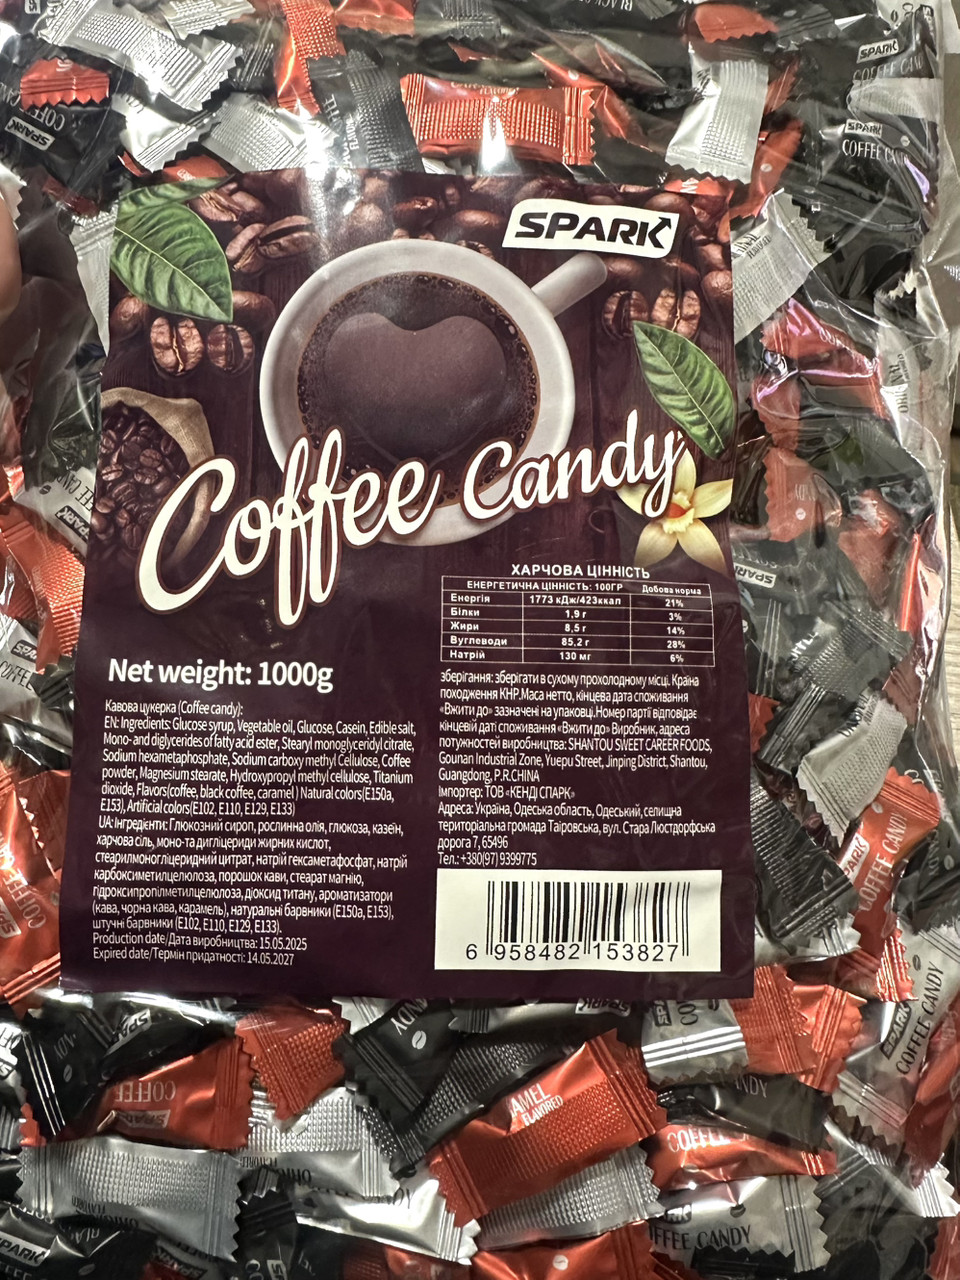 SPARK
Coffee Candy
ХАРЧОВА ЦІННІСТЬ
ЕНЕРГЕТИЧНА ЦІННІСТЬ: 100ГР Добова норма
Енергія 1773 кДж/423ккал 21%
Білки 1,9 г 3%
Жири 8,5 г 14%
Вуглеводи 85,2 г 28%
Натрій 130 мг 6%
Net weight: 1000g
Кавова цукерка (Coffee candy):
EN: Ingredients: Glucose syrup, Vegetable oil, Glucose, Casein, Edible salt,
Mono- and diglycerides of fatty acid ester, Stearyl monoglyceridyl citrate,
Sodium hexametaphosphate, Sodium carboxy methyl Cellulose, Coffee
powder, Magnesium stearate, Hydroxypropyl methyl cellulose, Titanium
dioxide, Flavors(coffee, black coffee, caramel) Natural colors(E150a,
E153), Artificial colors(E102, E110, E129, E133)
UA: Інгредієнти: Глюкозний сироп, рослинна олія, глюкоза, казеїн,
харчова сіль, моно-та дигліцериди жирних кислот,
стеарилмоногліцеридний цитрат, натрій гексаметафосфат, натрій
карбоксиметилцелюлоза, порошок кави, стеарат магнію,
гідроксипропілметилцелюлоза, діоксид титану, ароматизатори
(кава, чорна кава, карамель), натуральні барвники (E150a, E153),
штучні барвники (E102, E110, E129, E133).
Production date/Дата виробництва: 15.05.2025
Expired date/Термін придатності: 14.05.2027
зберігання: зберігати в сухому прохолодному місці. Країна
походження КНР.Маса нетто, кінцева дата споживання
«Вжити до» зазначені на упаковці.Номер партії відповідає
кінцевій даті споживання «Вжити до» Виробник, адреса
потужностей виробництва: SHANTOU SWEET CAREER FOODS,
Gounan Industrial Zone, Yuepu Street, Jinping District, Shantou,
Guangdong, P.R.CHINA
Імпортер: ТОВ «КЕНДІ СПАРК»
Адреса: Україна, Одеська область, Одеський, селищна
територіальна громада Таїровська, вул. Стара Люстдорфська
дорога 7, 65496
Тел.: +380(97) 9399775
6 958482 153827
SPARK
COFFEE CANDY
SPARK
COFFEE CANDY
SPARK
COFFEE CANDY
SPARK
COFFEE CANDY
SPARK
COFFEE
FLAVORED